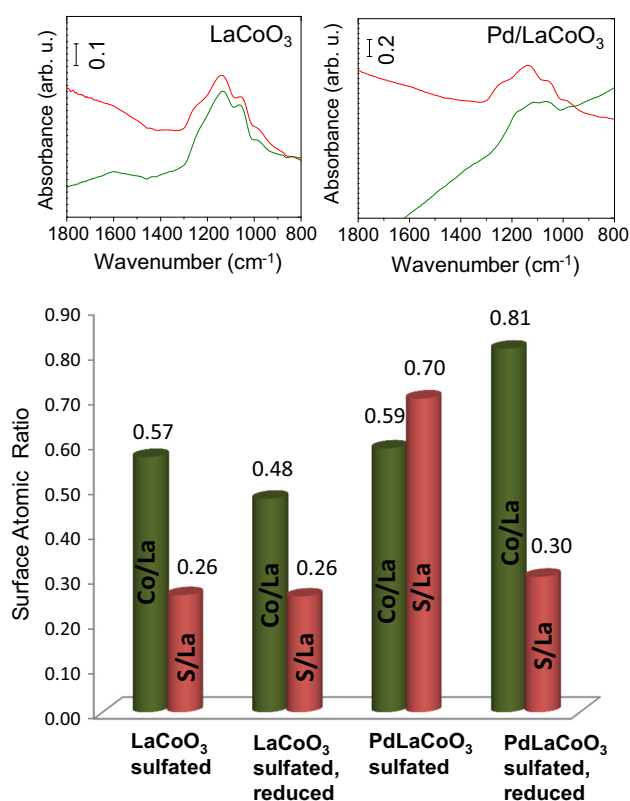 LaCoO₃
0.1
Absorbance (arb. u.)
1800 1600 1400 1200 1000 800
Wavenumber (cm⁻¹)
Pd/LaCoO₃
0.2
Absorbance (arb. u.)
1800 1600 1400 1200 1000 800
Wavenumber (cm⁻¹)
Surface Atomic Ratio
0.90
0.80
0.70
0.60
0.50
0.40
0.30
0.20
0.10
0.00
0.57
Co/La
0.26
S/La
0.48
Co/La
0.26
S/La
0.59
Co/La
0.70
S/La
0.81
Co/La
0.30
S/La
LaCoO₃
sulfated
LaCoO₃
sulfated,
reduced
PdLaCoO₃
sulfated
PdLaCoO₃
sulfated,
reduced